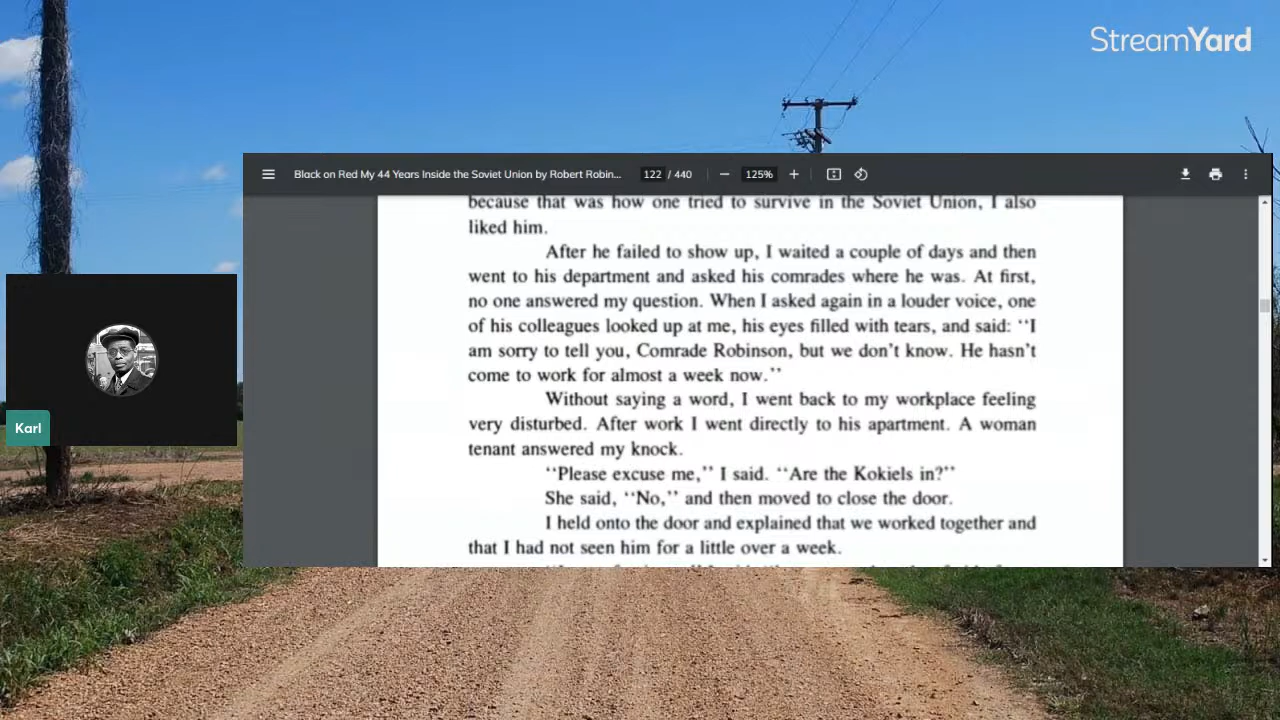 StreamYard
Black on Red My 44 Years Inside the Soviet Union by Robert Robin...
122 / 440
125%
because that was how one tried to survive in the Soviet Union, I also
liked him.
After he failed to show up, I waited a couple of days and then
went to his department and asked his comrades where he was. At first,
no one answered my question. When I asked again in a louder voice, one
of his colleagues looked up at me, his eyes filled with tears, and said: ‘‘I
am sorry to tell you, Comrade Robinson, but we don’t know. He hasn’t
come to work for almost a week now.’’
Without saying a word, I went back to my workplace feeling
very disturbed. After work I went directly to his apartment. A woman
tenant answered my knock.
‘‘Please excuse me,’’ I said. ‘‘Are the Kokiels in?’’
She said, ‘‘No,’’ and then moved to close the door.
I held onto the door and explained that we worked together and
that I had not seen him for a little over a week.
Karl